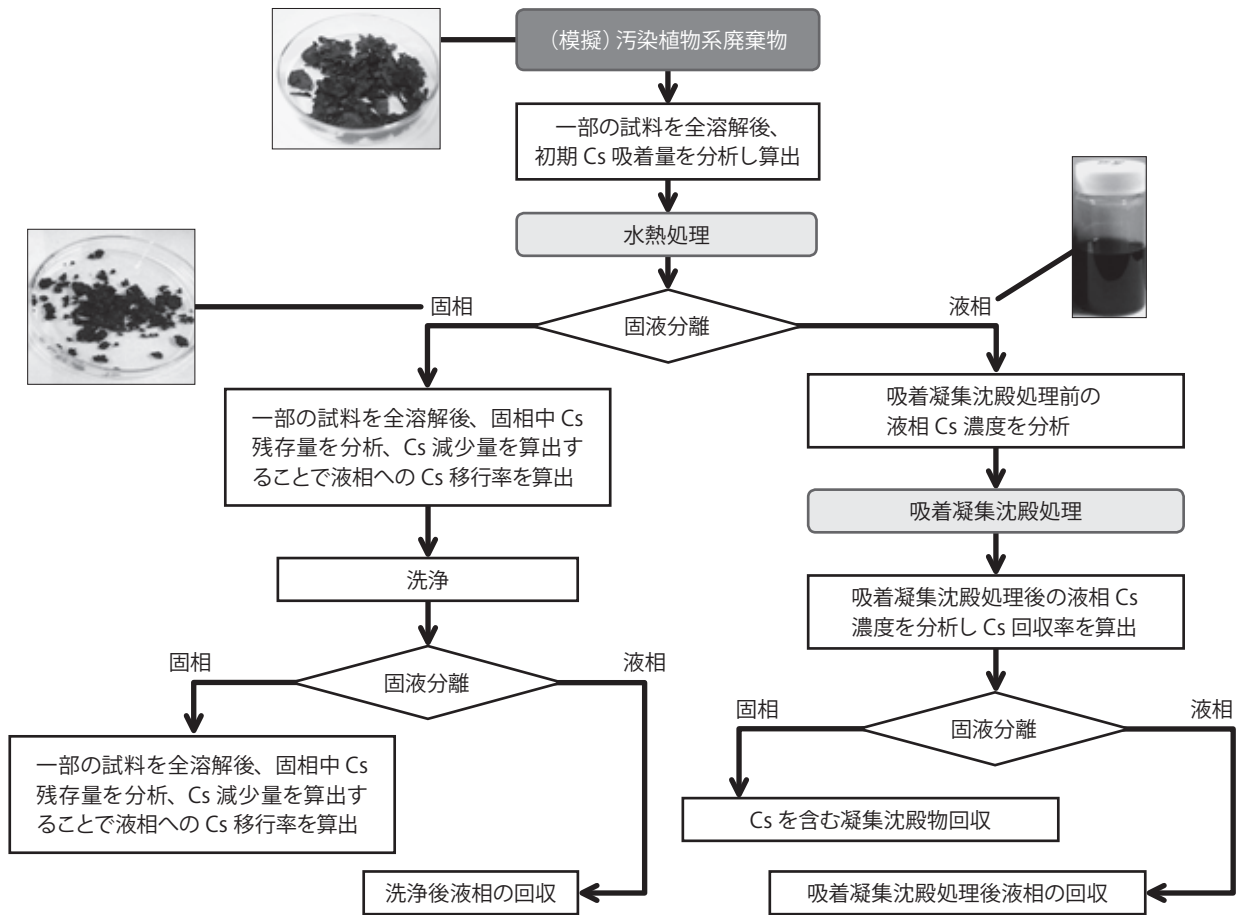 (模擬)汚染植物系廃棄物
一部の試料を全溶解後、
初期 Cs 吸着量を分析し算出
水熱処理
固液分離
固相
液相
一部の試料を全溶解後、固相中 Cs
残存量を分析、Cs 減少量を算出す
ることで液相への Cs 移行率を算出
洗浄
固液分離
固相
液相
一部の試料を全溶解後、固相中 Cs
残存量を分析、Cs 減少量を算出す
ることで液相への Cs 移行率を算出
洗浄後液相の回収
吸着凝集沈殿処理前の
液相 Cs 濃度を分析
吸着凝集沈殿処理
吸着凝集沈殿処理後の液相 Cs
濃度を分析し Cs 回収率を算出
固液分離
固相
液相
Cs を含む凝集沈殿物回収
吸着凝集沈殿処理後液相の回収